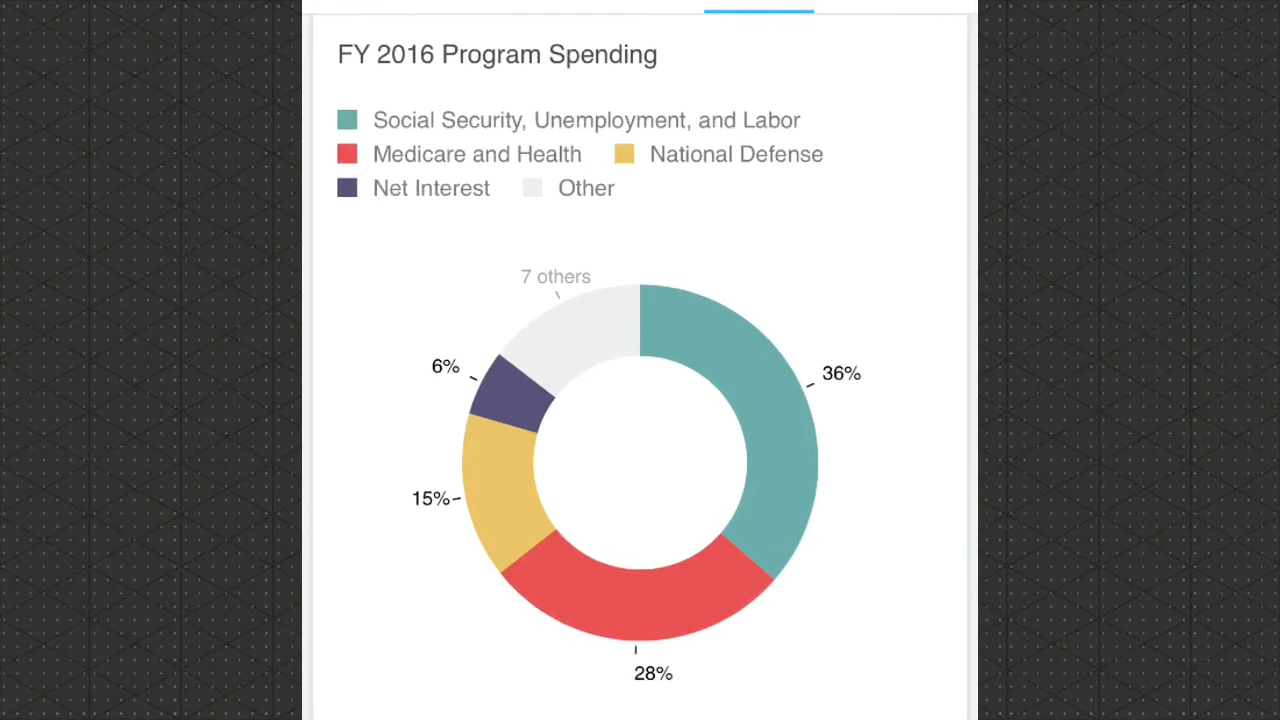 FY 2016 Program Spending
Social Security, Unemployment, and Labor
Medicare and Health National Defense
Net Interest Other
7 others
6%
36%
15%
28%